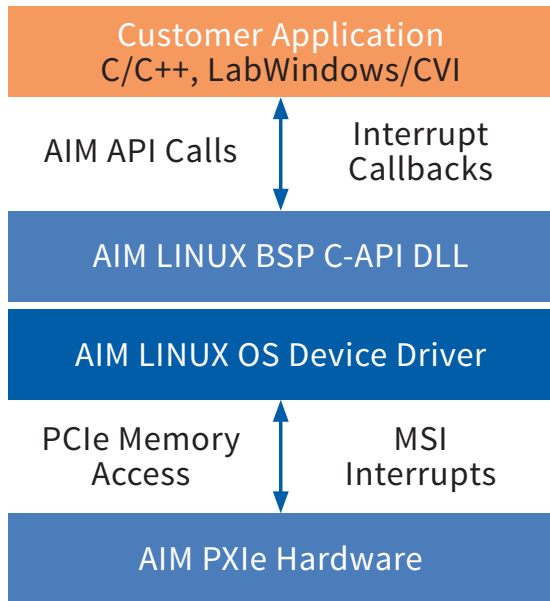 Customer Application
C/C++, LabWindows/CVI
AIM API Calls
Interrupt
Callbacks
AIM LINUX BSP C-API DLL
AIM LINUX OS Device Driver
PCIe Memory
Access
MSI
Interrupts
AIM PXIe Hardware